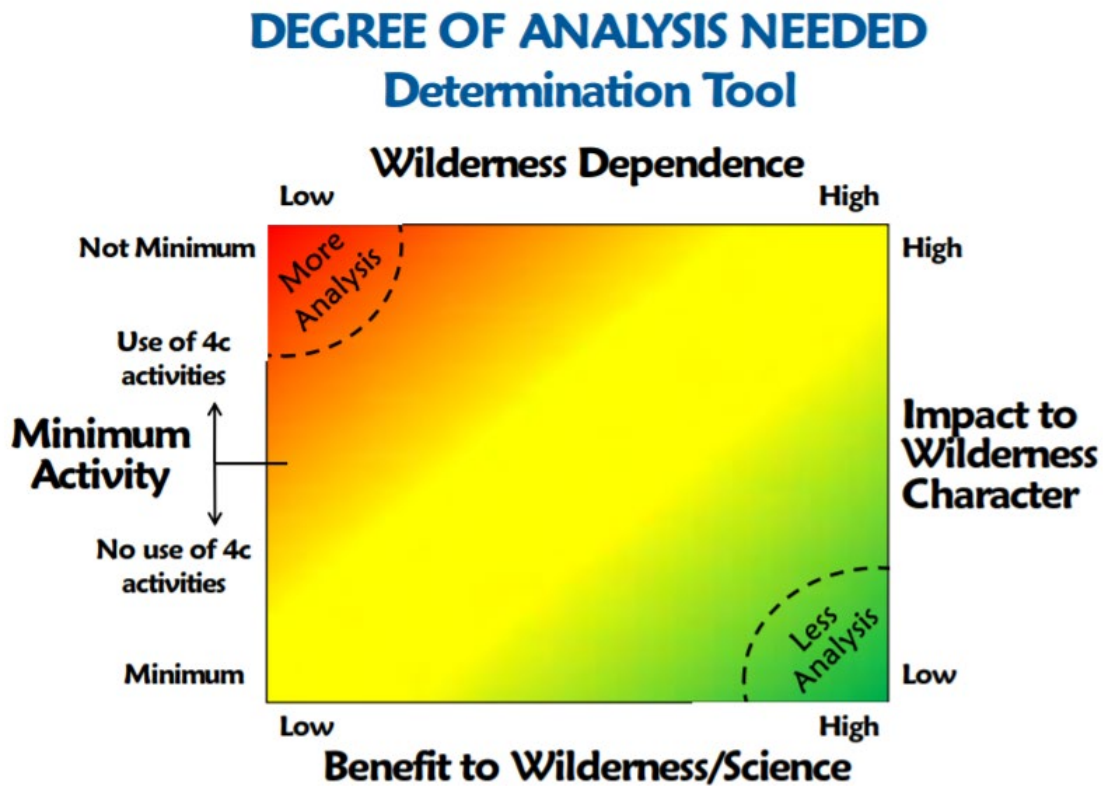 DEGREE OF ANALYSIS NEEDED
Determination Tool
Wilderness Dependence
Low
High
Not Minimum
More
Analysis
High
Use of 4c
activities
Minimum
Activity
Impact to
Wilderness
Character
No use of 4c
activities
Less
Analysis
Minimum
Low
Low
High
Benefit to Wilderness/Science